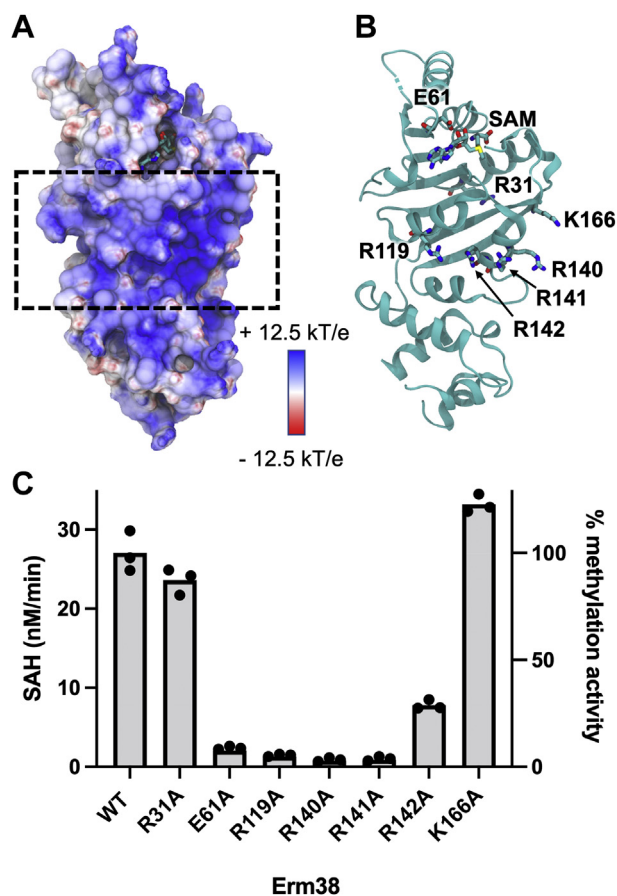 A
B
E61
SAM
R31
K166
R119
R140
R141
R142
+ 12.5 kT/e
- 12.5 kT/e
C
SAH (nM/min)
30
20
10
0
100
50
0
% methylation activity
WT
R31A
E61A
R119A
R140A
R141A
R142A
K166A
Erm38